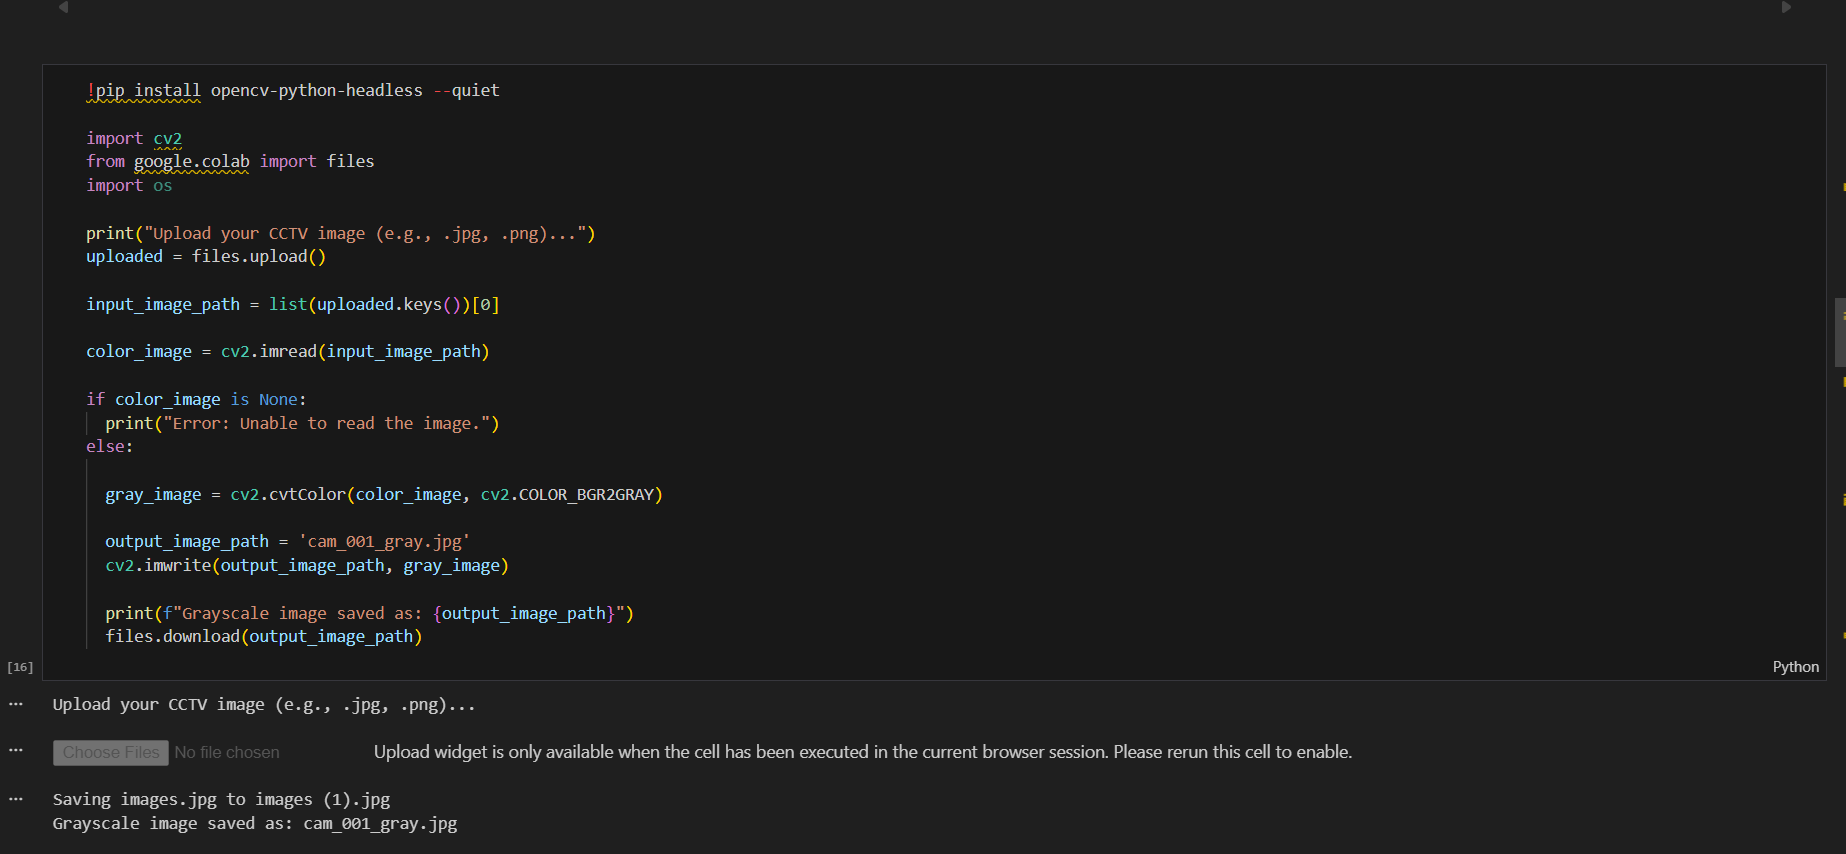 !pip install opencv-python-headless --quiet
import cv2
from google.colab import files
import os
print("Upload your CCTV image (e.g., .jpg, .png)...")
uploaded = files.upload()
input_image_path = list(uploaded.keys())[0]
color_image = cv2.imread(input_image_path)
if color_image is None:
print("Error: Unable to read the image.")
else:
gray_image = cv2.cvtColor(color_image, cv2.COLOR_BGR2GRAY)
output_image_path = 'cam_001_gray.jpg'
cv2.imwrite(output_image_path, gray_image)
print(f"Grayscale image saved as: {output_image_path}")
files.download(output_image_path)
[16]
Python
... Upload your CCTV image (e.g., .jpg, .png)...
... Choose Files No file chosen Upload widget is only available when the cell has been executed in the current browser session. Please rerun this cell to enable.
... Saving images.jpg to images (1).jpg
Grayscale image saved as: cam_001_gray.jpg